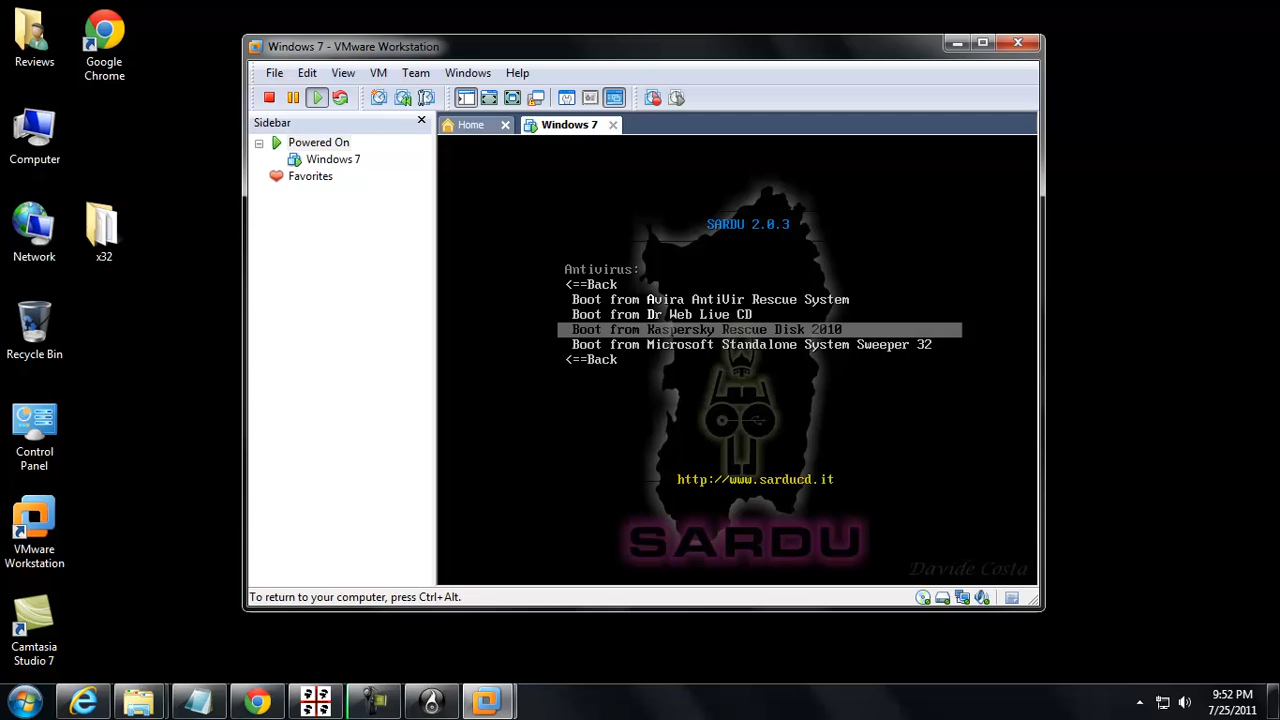 Reviews
Google
Chrome
Computer
Network
x32
Recycle Bin
Control
Panel
VMware
Workstation
Camtasia
Studio 7
Windows 7 - VMware Workstation
File Edit View VM Team Windows Help
Sidebar
Powered On
Windows 7
Favorites
Home
Windows 7
SARDU 2.0.3
Antivirus:
<==Back
Boot from Avira AntiVir Rescue System
Boot from Dr Web Live CD
Boot from Kaspersky Rescue Disk 2010
Boot from Microsoft Standalone System Sweeper 32
<==Back
http://www.sarducd.it
SARDU
Davide Costa
To return to your computer, press Ctrl+Alt.
9:52 PM
7/25/2011